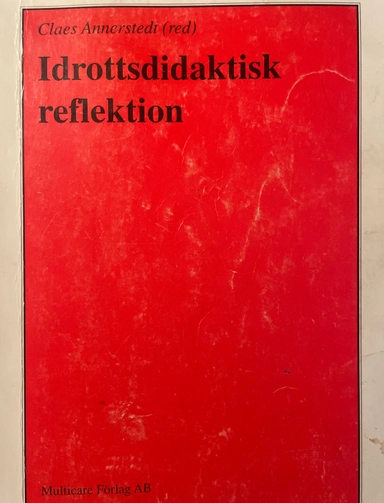 Claes Annerstedt (red)
Idrottsdidaktisk
reflektion
Multicare Förlag AB